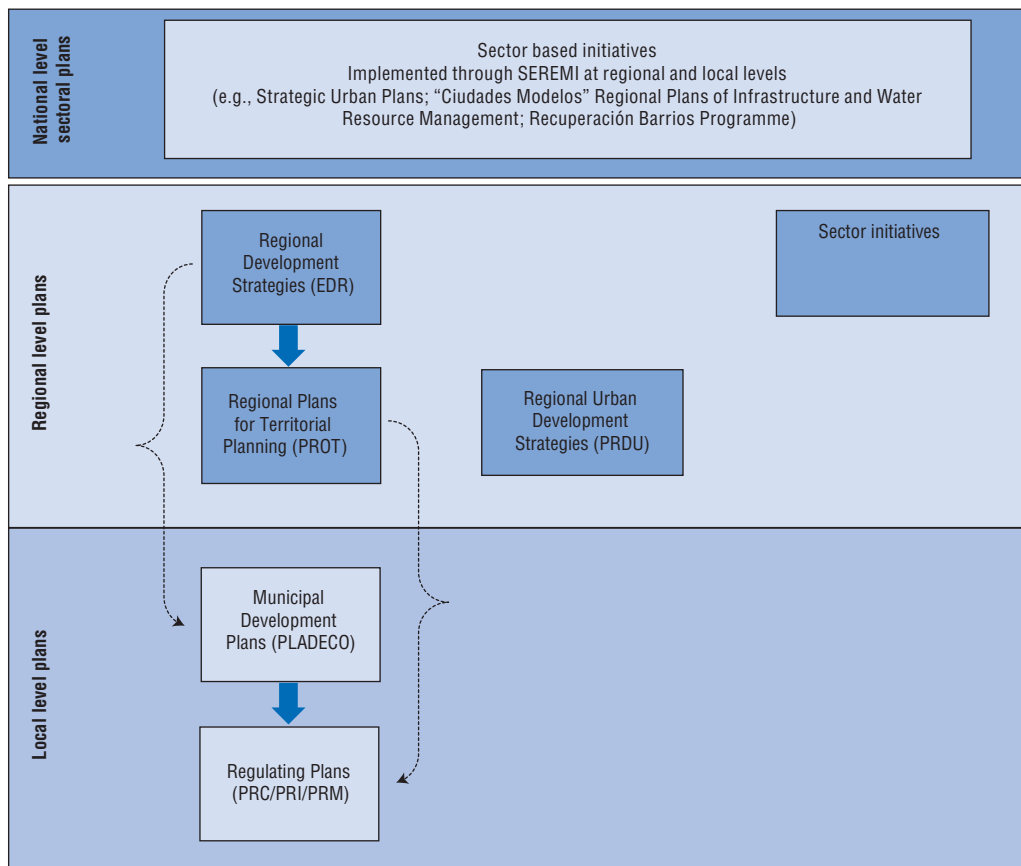 National level
sectoral plans
Sector based initiatives
Implemented through SEREMI at regional and local levels
(e.g., Strategic Urban Plans; “Ciudades Modelos” Regional Plans of Infrastructure and Water
Resource Management; Recuperación Barrios Programme)
Regional level plans
Regional
Development
Strategies (EDR)
Sector initiatives
Regional Plans
for Territorial
Planning (PROT)
Regional Urban
Development
Strategies (PRDU)
Local level plans
Municipal
Development
Plans (PLADECO)
Regulating Plans
(PRC/PRI/PRM)